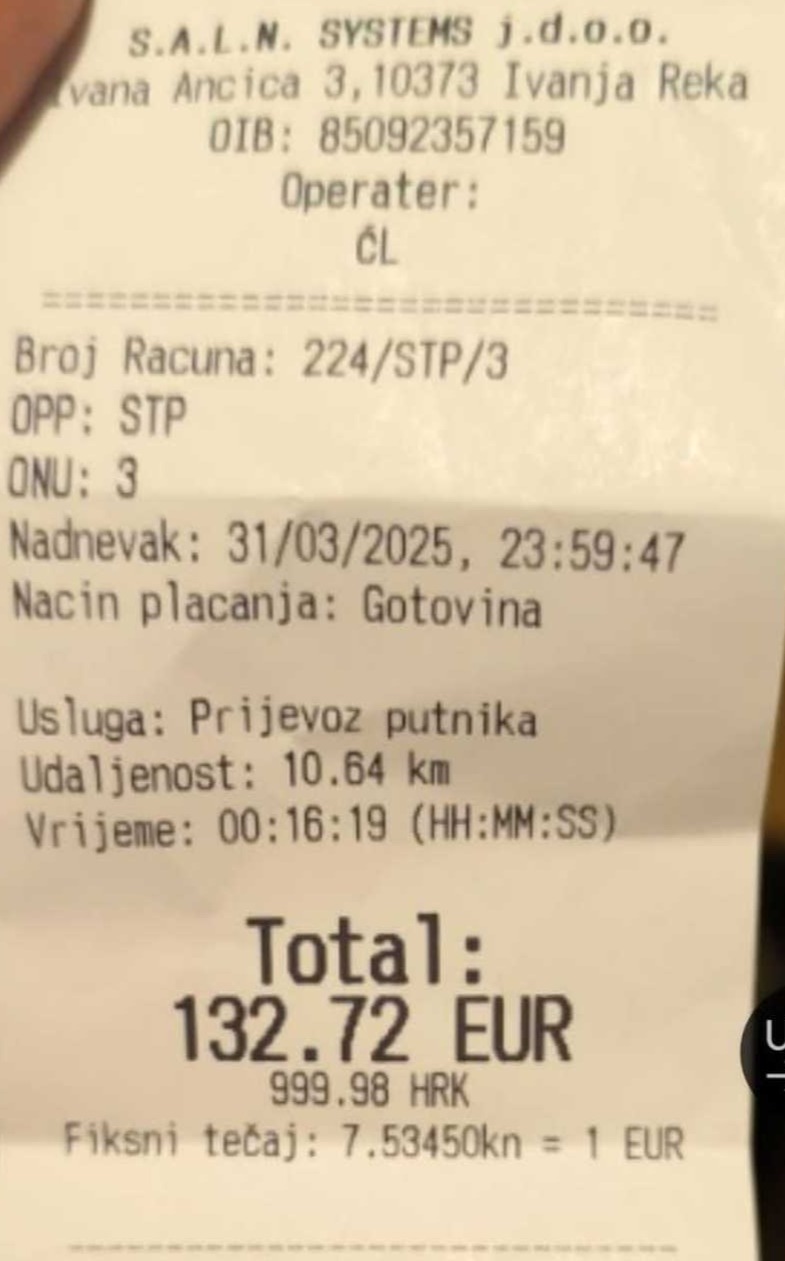 S.A.L.N. SYSTEMS j.d.o.o.
Ivana Ancica 3,10373 Ivanja Reka
OIB: 85092357159
Operater:
ČL
===============================
Broj Racuna: 224/STP/3
OPP: STP
ONU: 3
Nadnevak: 31/03/2025, 23:59:47
Nacin placanja: Gotovina
Usluga: Prijevoz putnika
Udaljenost: 10.64 km
Vrijeme: 00:16:19 (HH:MM:SS)
Total:
132.72 EUR
999.98 HRK
Fiksni tečaj: 7.53450kn = 1 EUR